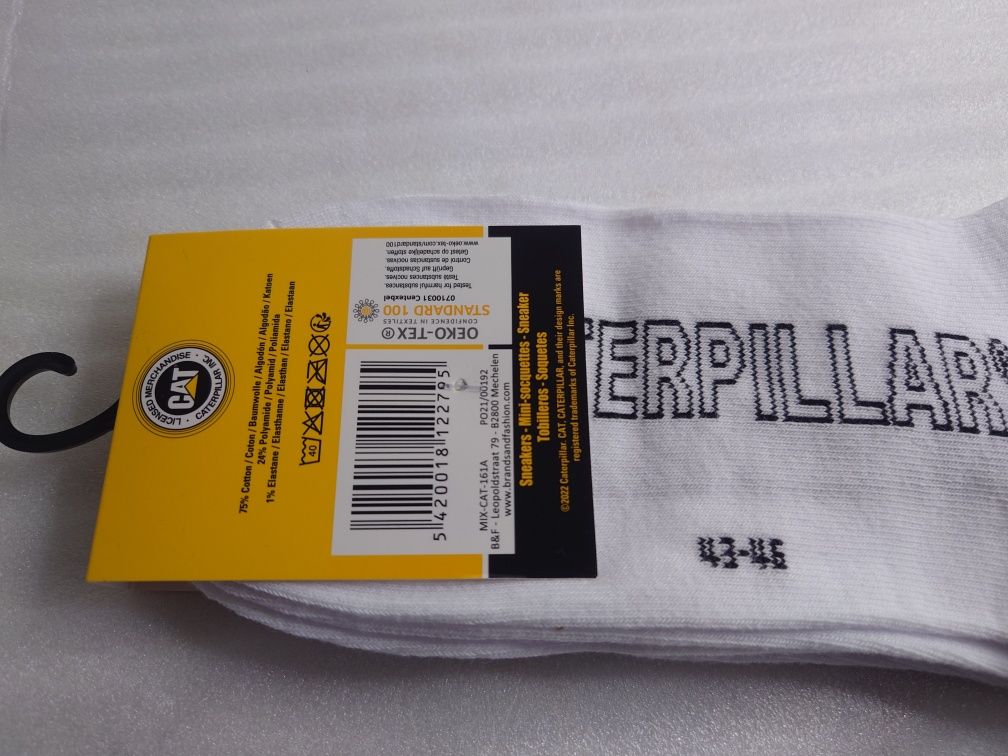 LICENSED MERCHANDISE • CATERPILLAR INC. •
CAT
75% Cotton / Coton / Baumwolle / Algodón / Algodão / Katoen
24% Polyamide / Polyamid / Poliamida
1% Elastane / Elasthanne / Elasthan / Elastano / Elastaan
40
OEKO-TEX®
CONFIDENCE IN TEXTILES
STANDARD 100
0710031 Centexbel
Tested for harmful substances.
Testé substances nocives.
Geprüft auf Schadstoffe.
Control de sustancias nocivas.
Getest op schadelijke stoffen.
www.oeko-tex.com/standard100
5 420018 122795
MIX-CAT-161A PO21/00192
B&F - Leopoldstraat 79 - B2800 Mechelen
www.brandsandfashion.com
Sneakers - Mini-socquettes - Sneaker
Tobilleros - Soquetes
©2022 Caterpillar. CAT, CATERPILLAR, and their design marks are
registered trademarks of Caterpillar Inc.
TERPILLAR
43-46